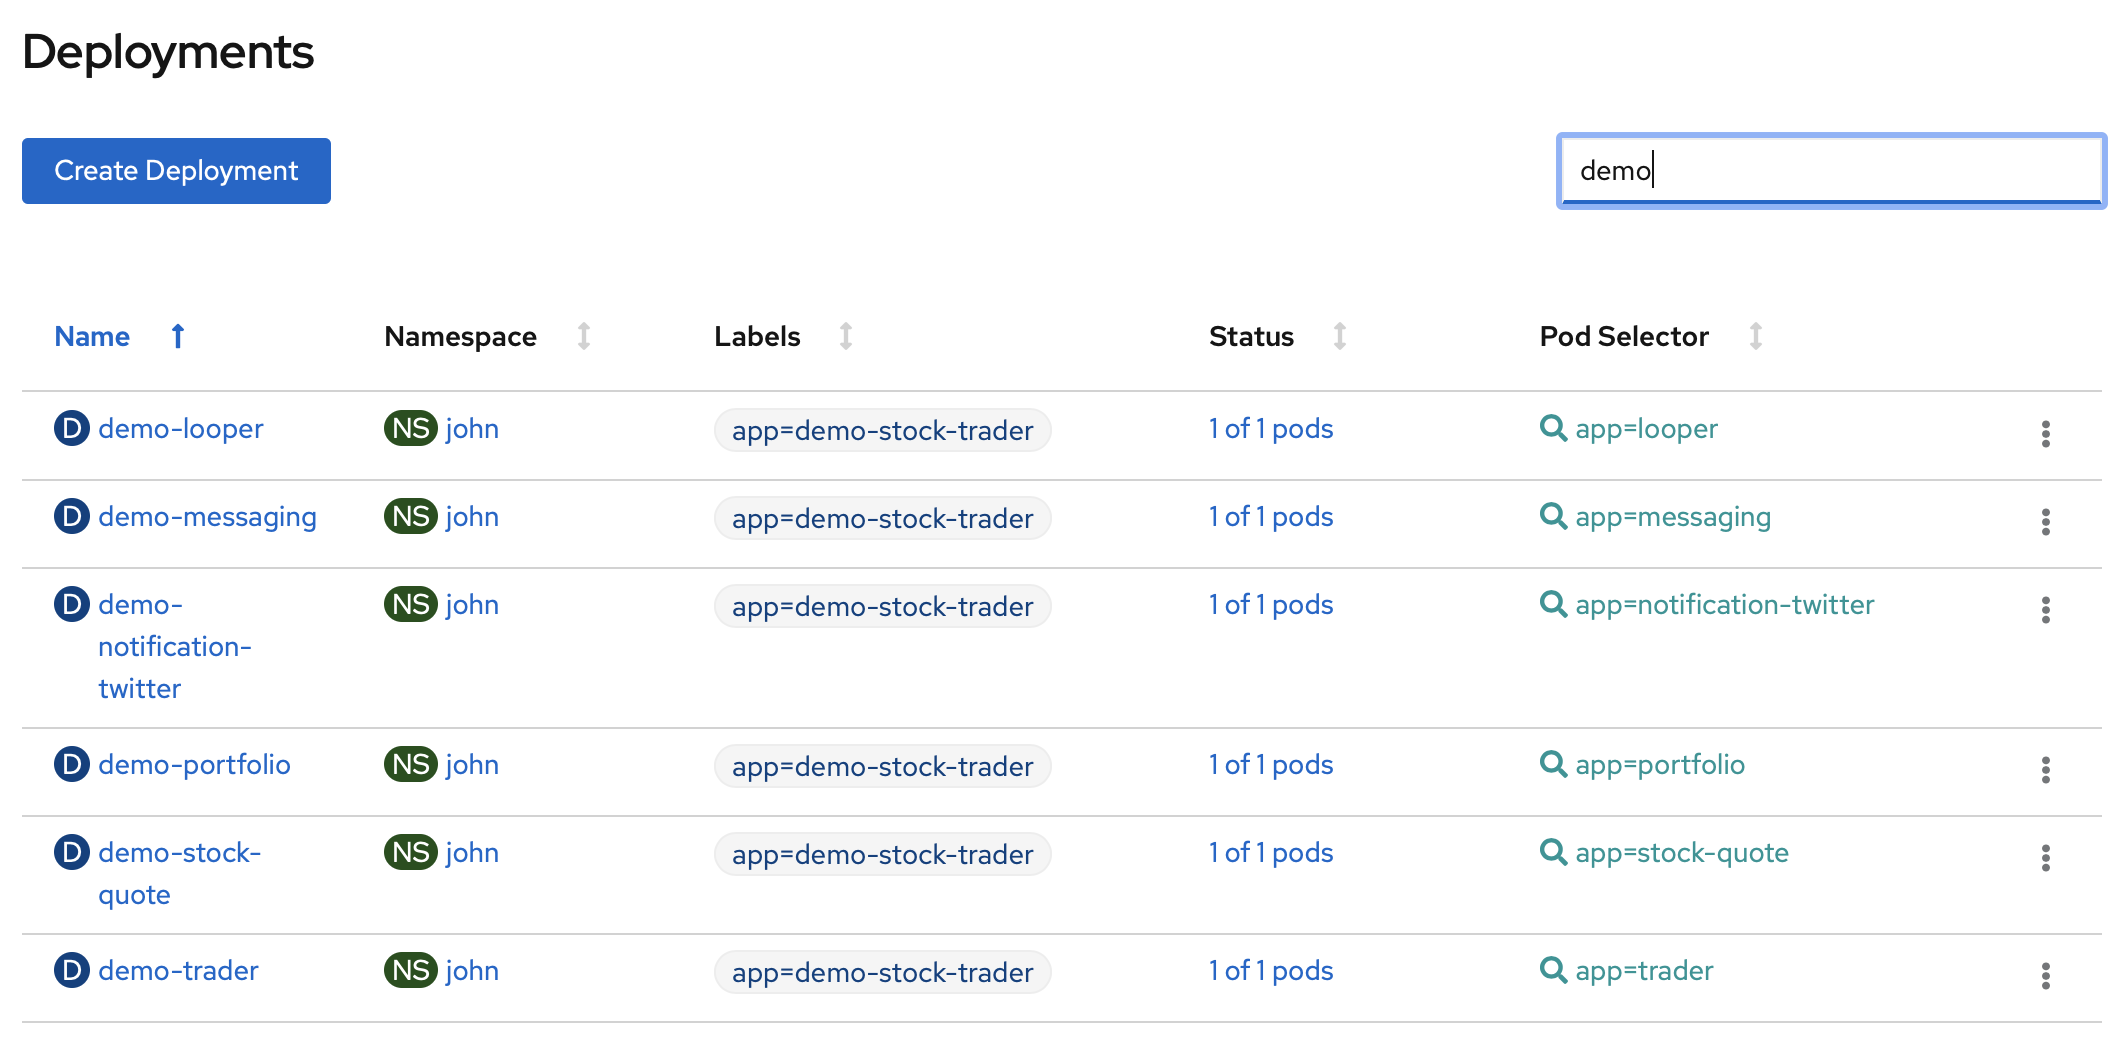 Deployments
Create Deployment
demo
Name Namespace Labels Status Pod Selector
D demo-looper NS john app=demo-stock-trader 1 of 1 pods app=looper
D demo-messaging NS john app=demo-stock-trader 1 of 1 pods app=messaging
D demo- NS john app=demo-stock-trader 1 of 1 pods app=notification-twitter
notification-
twitter
D demo-portfolio NS john app=demo-stock-trader 1 of 1 pods app=portfolio
D demo-stock- NS john app=demo-stock-trader 1 of 1 pods app=stock-quote
quote
D demo-trader NS john app=demo-stock-trader 1 of 1 pods app=trader